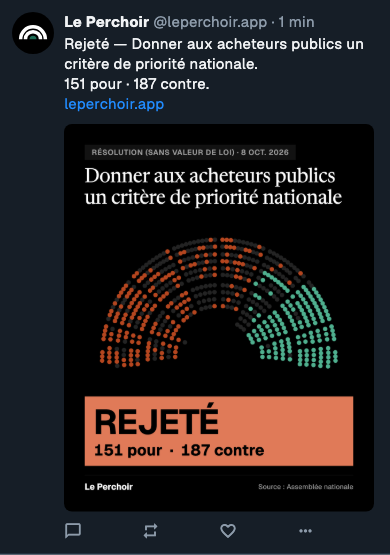 Le Perchoir @leperchoir.app · 1 min
Rejeté — Donner aux acheteurs publics un
critère de priorité nationale.
151 pour · 187 contre.
leperchoir.app
RÉSOLUTION (SANS VALEUR DE LOI) · 8 OCT. 2026
Donner aux acheteurs publics
un critère de priorité nationale
REJETÉ
151 pour · 187 contre
Le Perchoir
Source : Assemblée nationale